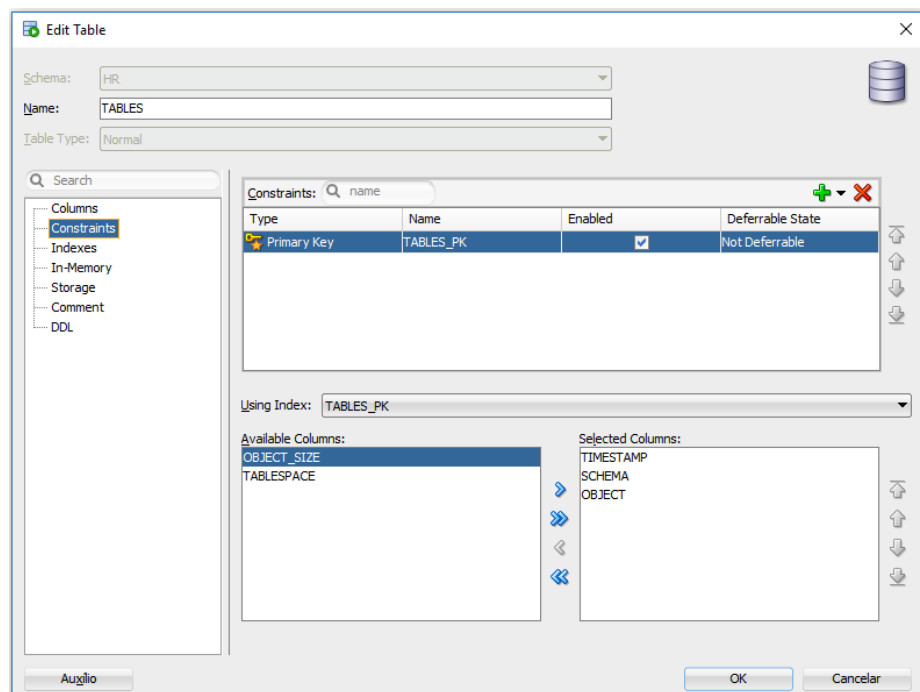 Edit Table
Schema: HR
Name: TABLES
Table Type: Normal
Search
Columns
Constraints
Indexes
In-Memory
Storage
Comment
DDL
Constraints: name
Type Name Enabled Deferrable State
Primary Key TABLES_PK Not Deferrable
Using Index: TABLES_PK
Available Columns:
OBJECT_SIZE
TABLESPACE
Selected Columns:
TIMESTAMP
SCHEMA
OBJECT
Auxílio OK Cancelar